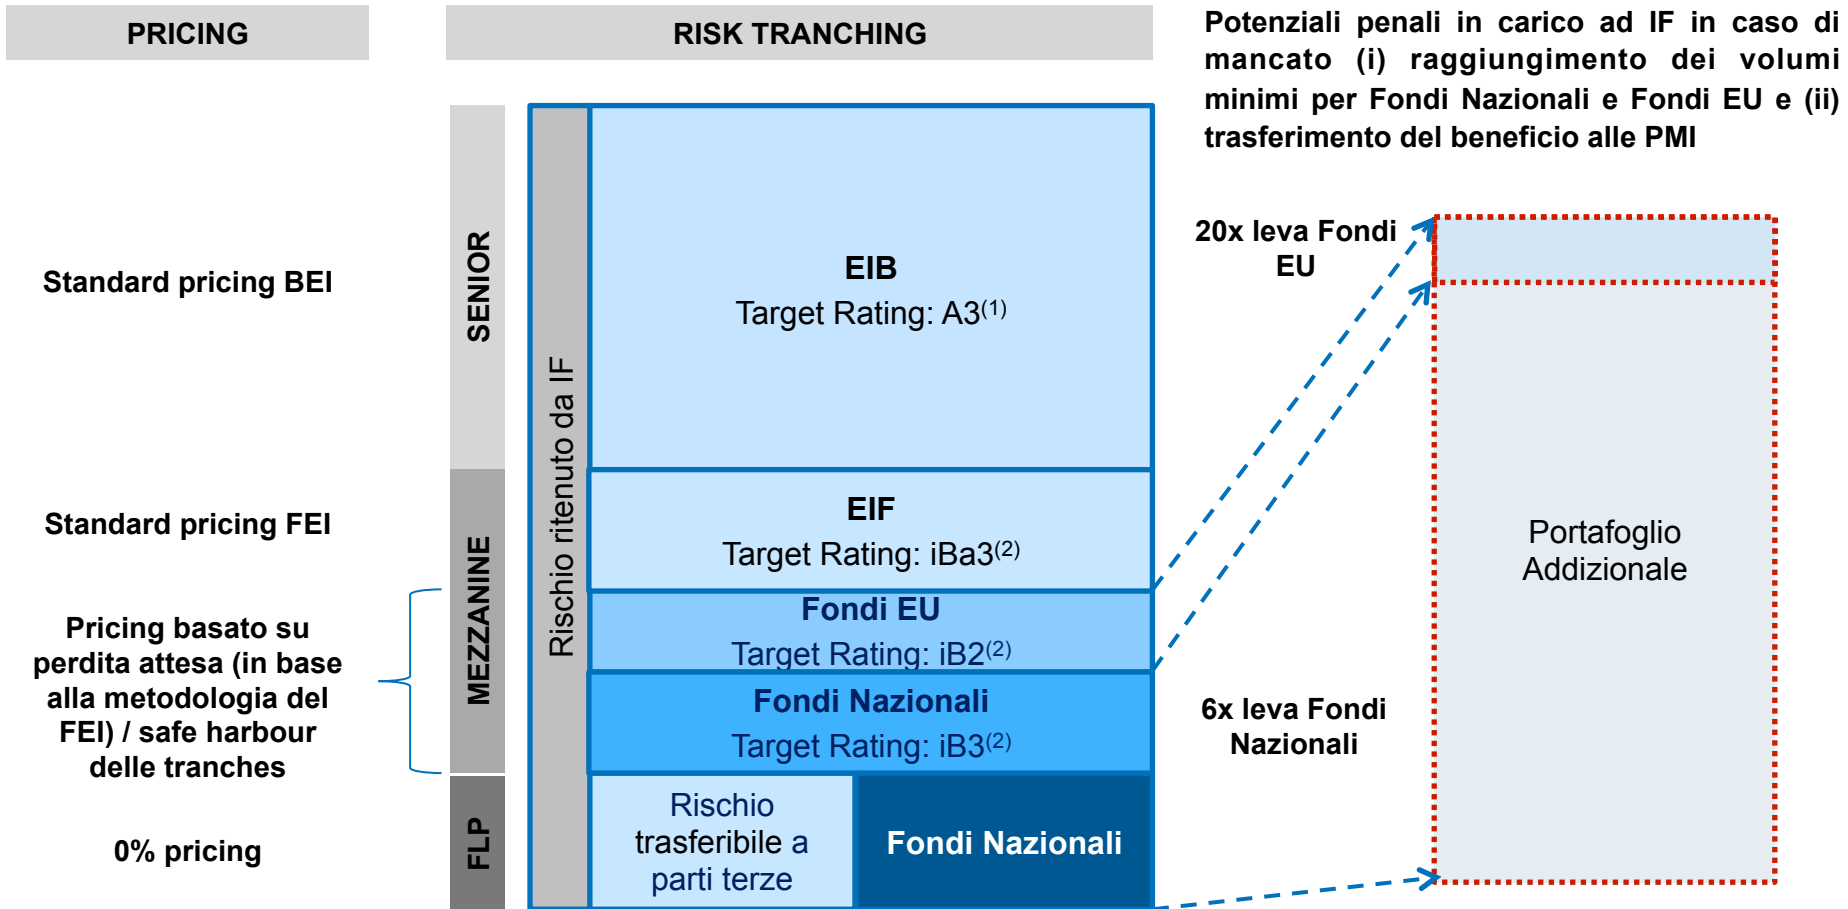 PRICING
RISK TRANCHING
Potenziali penali in carico ad IF in caso di
mancato (i) raggiungimento dei volumi
minimi per Fondi Nazionali e Fondi EU e (ii)
trasferimento del beneficio alle PMI
Standard pricing BEI
Standard pricing FEI
Pricing basato su
perdita attesa (in base
alla metodologia del
FEI) / safe harbour
delle tranches
0% pricing
SENIOR
MEZZANINE
FLP
Rischio ritenuto da IF
EIB
Target Rating: A3(1)
EIF
Target Rating: iBa3(2)
Fondi EU
Target Rating: iB2(2)
Fondi Nazionali
Target Rating: iB3(2)
Rischio
trasferibile a
parti terze
Fondi Nazionali
20x leva Fondi
EU
6x leva Fondi
Nazionali
Portafoglio
Addizionale